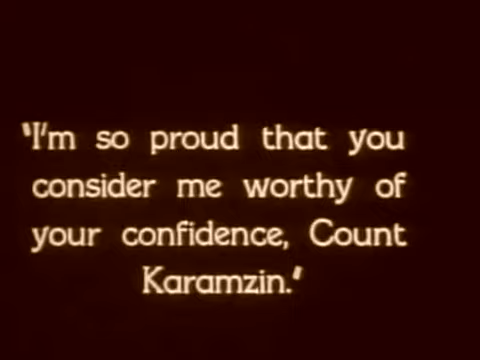 "I'm so proud that you
consider me worthy of
your confidence, Count
Karamzin."